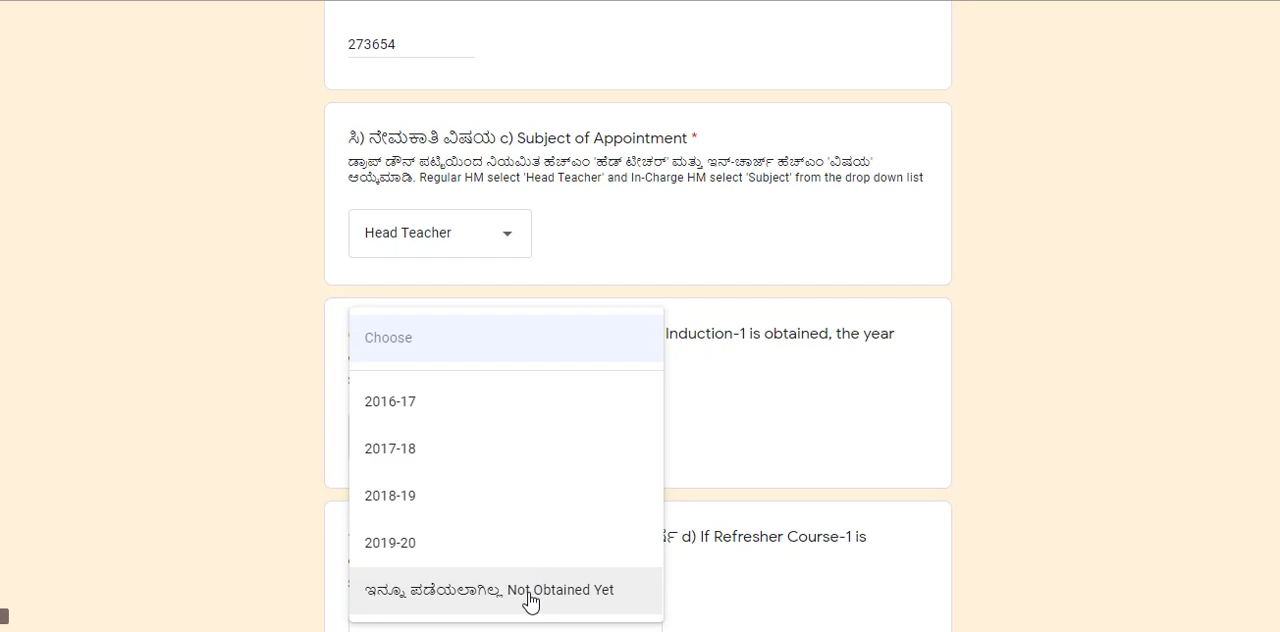 273654
ಸಿ) ನೇಮಕಾತಿ ವಿಷಯ c) Subject of Appointment *
ಡ್ರಾಪ್ ಡೌನ್ ಪಟ್ಟಿಯಿಂದ ನಿಯಮಿತ ಹೆಚ್ಎಂ 'ಹೆಡ್ ಟೀಚರ್' ಮತ್ತು ಇನ್-ಚಾರ್ಜ್ ಹೆಚ್ಎಂ 'ವಿಷಯ'
ಆಯ್ಕೆಮಾಡಿ. Regular HM select 'Head Teacher' and In-Charge HM select 'Subject' from the drop down list
Head Teacher
Choose
Induction-1 is obtained, the year
2016-17
2017-18
2018-19
2019-20
d) If Refresher Course-1 is
ಇನ್ನೂ ಪಡೆಯಲಾಗಿಲ್ಲ Not Obtained Yet